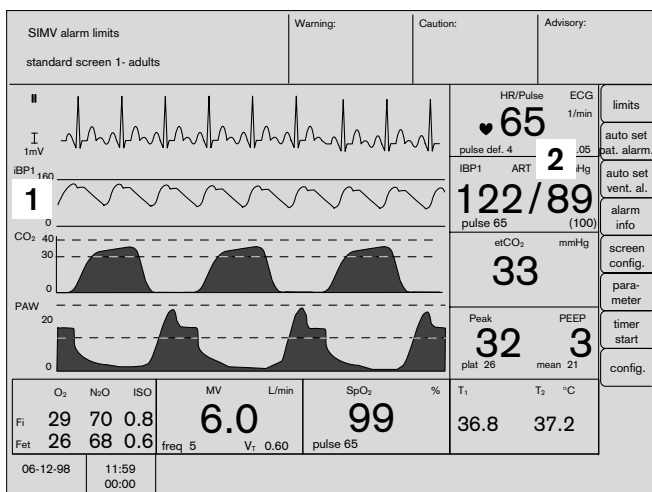 SIMV alarm limits
standard screen 1- adults
Warning:
Caution:
Advisory:
II
1mV
HR/Pulse ECG
65 1/min
pulse def. 4 .05
iBP1 160
1
0
IBP1 ART Hg
2
122/89
pulse 65 (100)
CO₂ 40
30
0
etCO₂ mmHg
33
PAW
20
0
Peak PEEP
32 3
plat 26 mean 21
limits
auto set
pat. alarm.
auto set
vent. al.
alarm
info
screen
config.
para-
meter
timer
start
config.
O₂ N₂O ISO
Fi 29 70 0.8
Fet 26 68 0.6
MV L/min
6.0
freq 5 V_T 0.60
SpO₂ %
99
pulse 65
T₁ T₂ °C
36.8 37.2
06-12-98
11:59
00:00